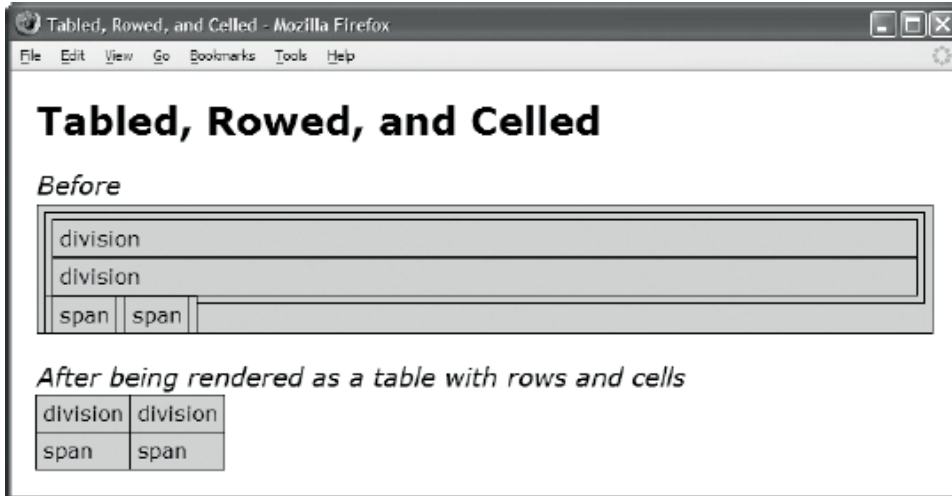 Tabled, Rowed, and Celled - Mozilla Firefox
File Edit View Go Bookmarks Tools Help
Tabled, Rowed, and Celled
Before
division
division
span span
After being rendered as a table with rows and cells
division division
span span